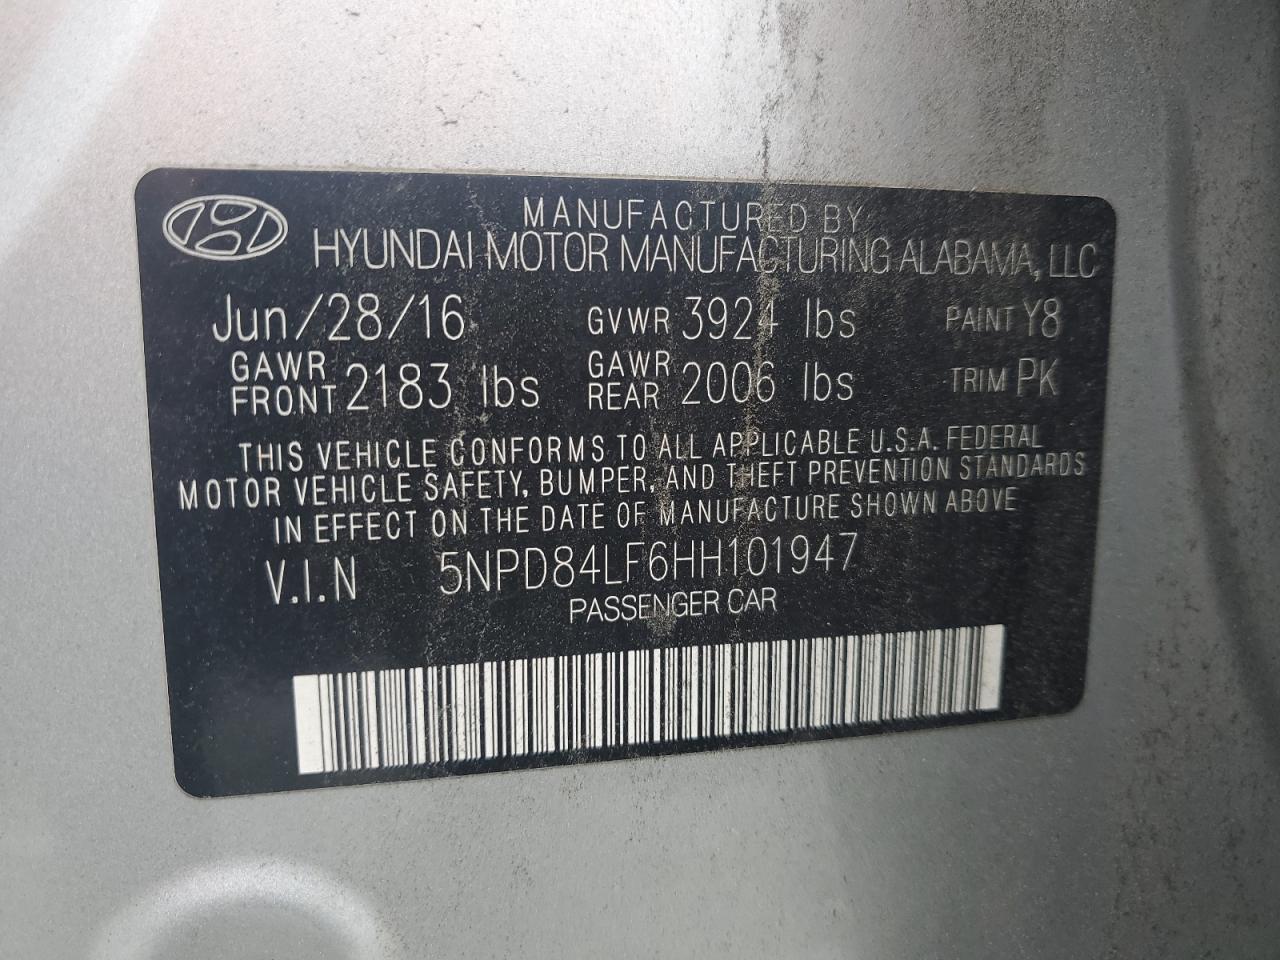 MANUFACTURED BY
HYUNDAI MOTOR MANUFACTURING ALABAMA, LLC
Jun/28/16 GVWR 3924 lbs PAINT Y8
GAWR FRONT 2183 lbs GAWR REAR 2006 lbs TRIM PK
THIS VEHICLE CONFORMS TO ALL APPLICABLE U.S.A. FEDERAL
MOTOR VEHICLE SAFETY, BUMPER, AND THEFT PREVENTION STANDARDS
IN EFFECT ON THE DATE OF MANUFACTURE SHOWN ABOVE
V.I.N 5NPD84LF6HH101947
PASSENGER CAR